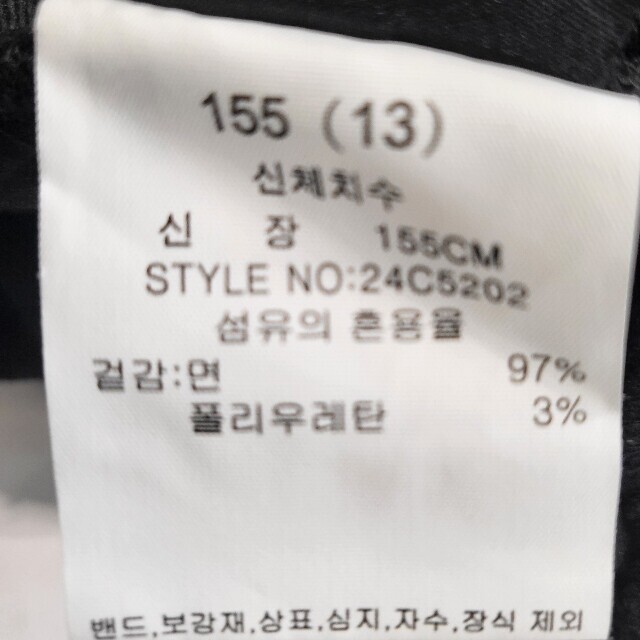 155 (13)
신체치수
신 장 155CM
STYLE NO:24C5202
섬유의 혼용율
겉감:면 97%
폴리우레탄 3%
밴드,보강재,상표,심지,자수,장식 제외